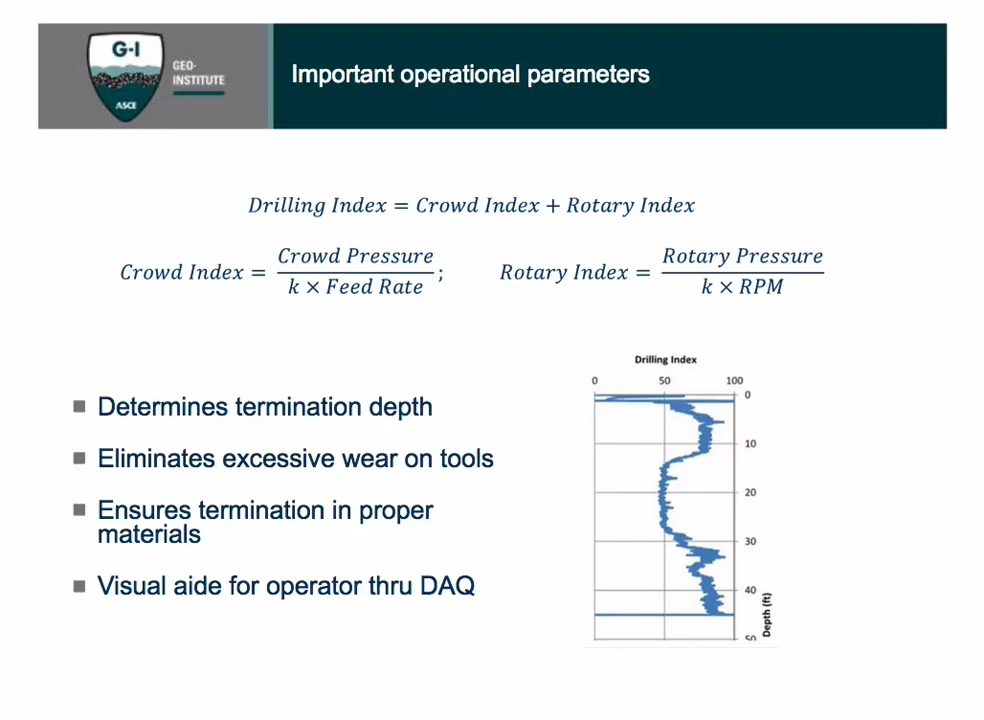 G-I
GEO-
INSTITUTE
ASCE
Important operational parameters
Drilling Index = Crowd Index + Rotary Index
Crowd Index = Crowd Pressure / k × Feed Rate ;
Rotary Index = Rotary Pressure / k × RPM
■ Determines termination depth
■ Eliminates excessive wear on tools
■ Ensures termination in proper
materials
■ Visual aide for operator thru DAQ
Drilling Index
0 50 100
0
10
20
30
40
50
Depth (ft)